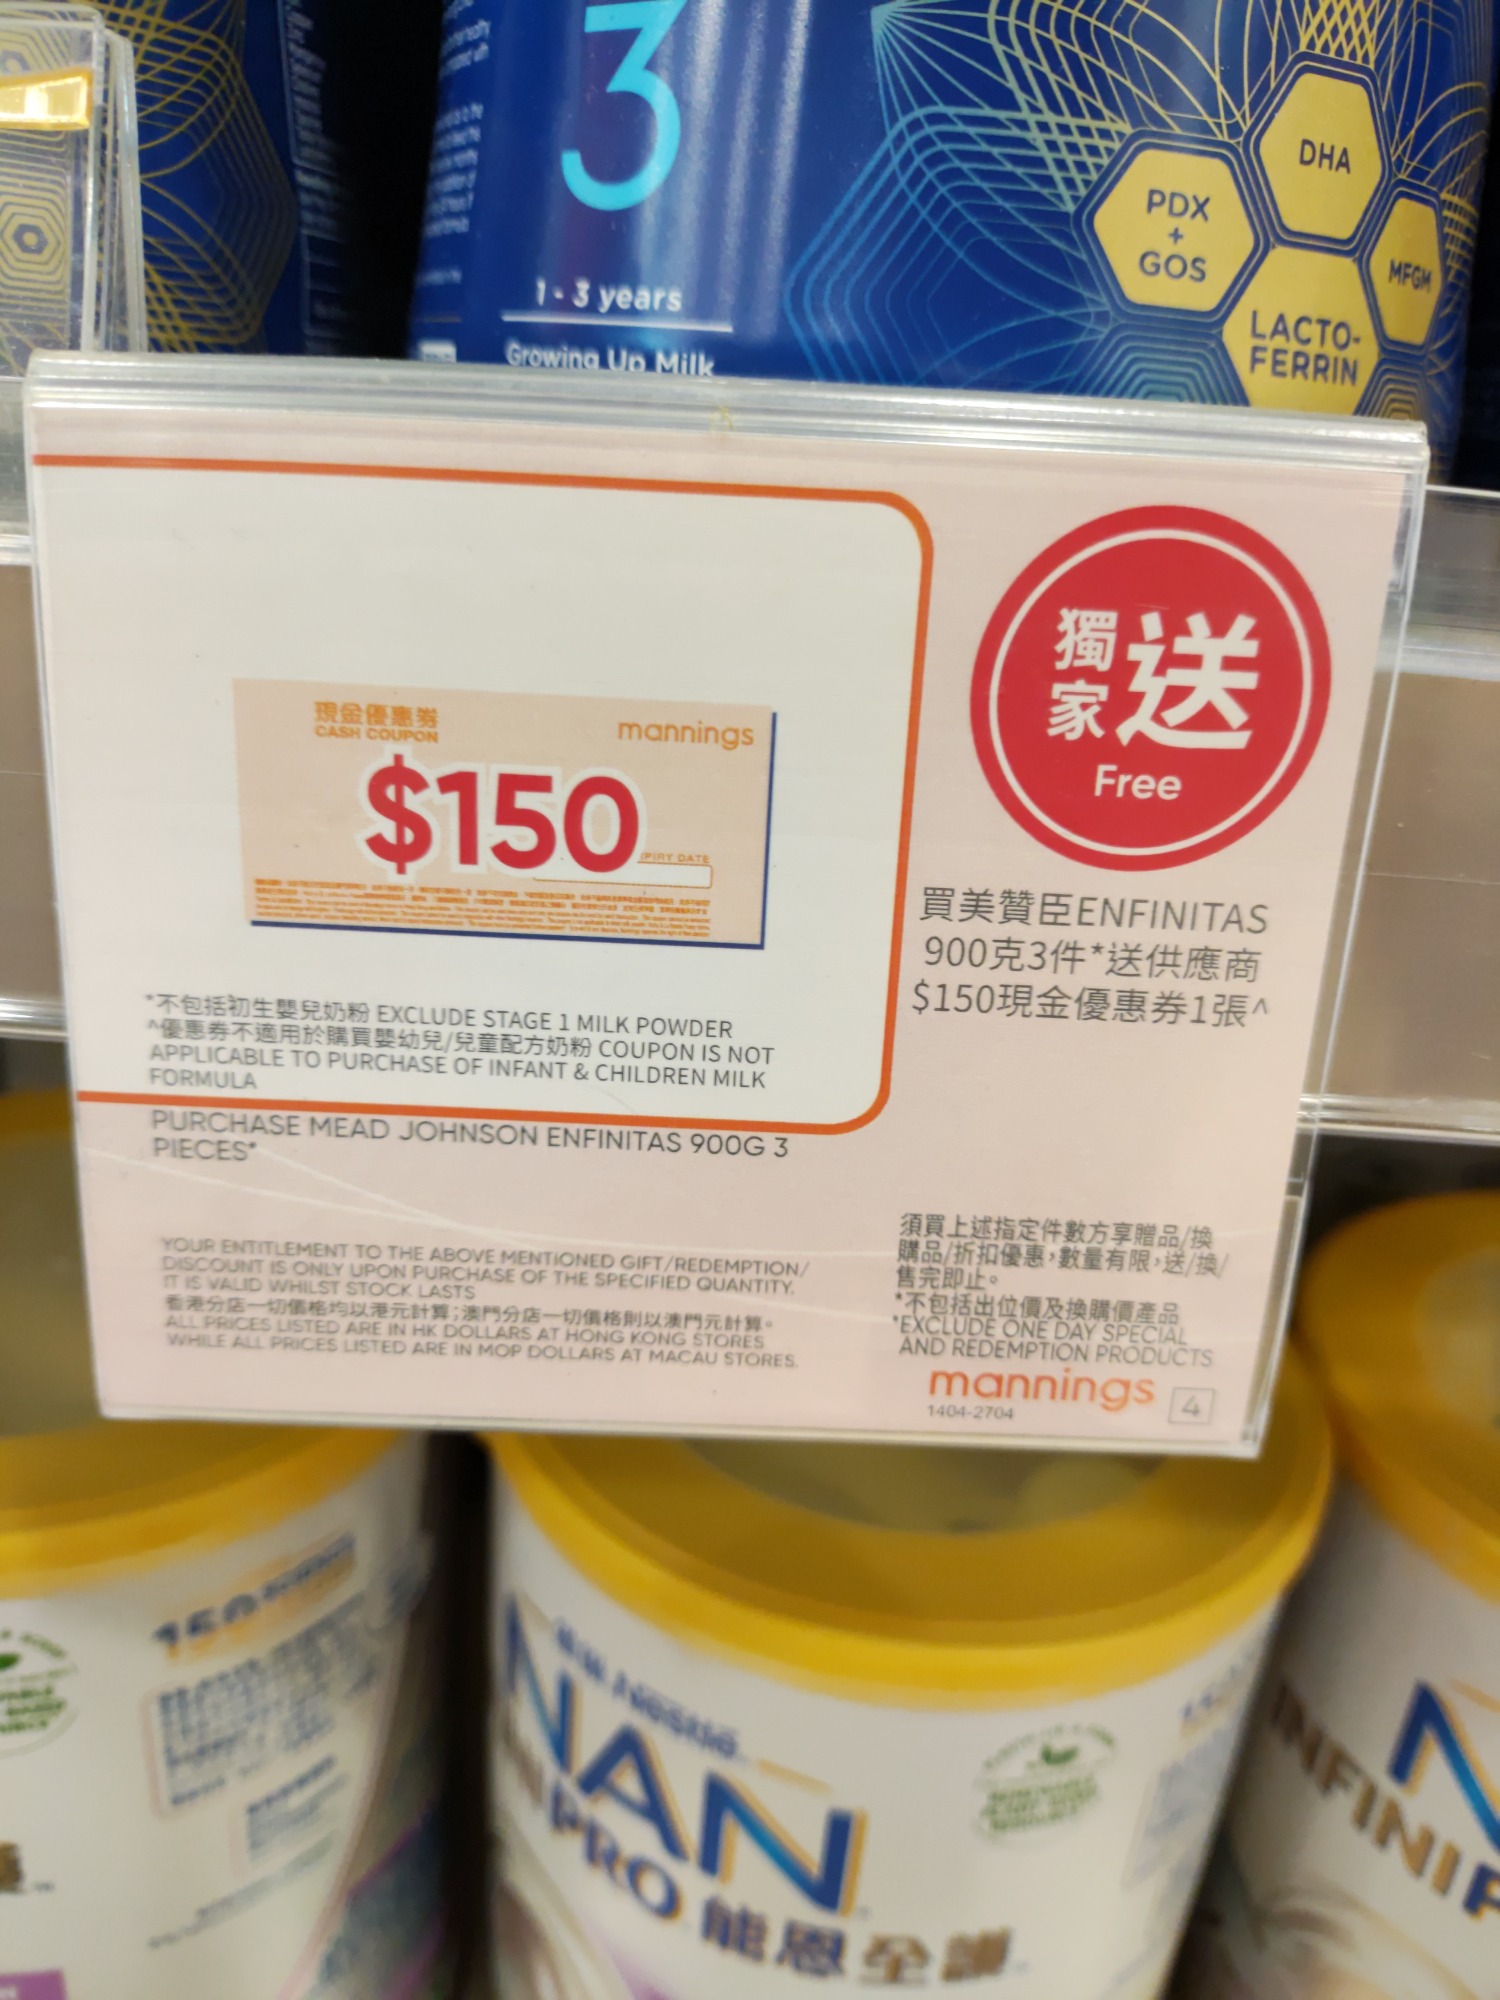 3
1 - 3 years
Growing Up Milk
DHA
PDX
+
GOS
MFGM
LACTO-
FERRIN
現金優惠券
CASH COUPON
mannings
$150
PIRY DATE
獨家送
Free
買美贊臣ENFINITAS
900克3件*送供應商
$150現金優惠券1張^
*不包括初生嬰兒奶粉 EXCLUDE STAGE 1 MILK POWDER
^優惠券不適用於購買嬰幼兒/兒童配方奶粉 COUPON IS NOT
APPLICABLE TO PURCHASE OF INFANT & CHILDREN MILK
FORMULA
PURCHASE MEAD JOHNSON ENFINITAS 900G 3
PIECES*
YOUR ENTITLEMENT TO THE ABOVE MENTIONED GIFT/REDEMPTION/
DISCOUNT IS ONLY UPON PURCHASE OF THE SPECIFIED QUANTITY.
IT IS VALID WHILST STOCK LASTS
香港分店一切價格均以港元計算;澳門分店一切價格則以澳門元計算。
ALL PRICES LISTED ARE IN HK DOLLARS AT HONG KONG STORES
WHILE ALL PRICES LISTED ARE IN MOP DOLLARS AT MACAU STORES.
須買上述指定件數方享贈品/換
購品/折扣優惠,數量有限,送/換/
售完即止。
*不包括出位價及換購價產品
*EXCLUDE ONE DAY SPECIAL
AND REDEMPTION PRODUCTS
mannings
4
1404-2704
Nestlé
NAN
PRO 能恩全護
N
INFINIP